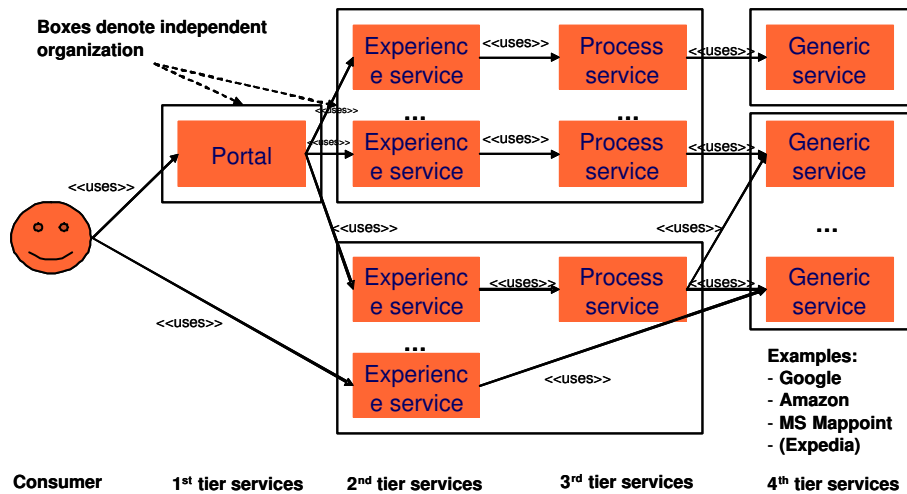 Boxes denote independent
organization
Experienc
e service
<<uses>>
Process
service
<<uses>>
Generic
service
<<uses>>
...
...
Portal
<<uses>>
Experienc
e service
<<uses>>
Process
service
<<uses>>
Generic
service
<<uses>>
<<uses>>
<<uses>>
...
Experienc
e service
<<uses>>
Process
service
<<uses>>
Generic
service
<<uses>>
...
Experienc
e service
<<uses>>
Examples:
- Google
- Amazon
- MS Mappoint
- (Expedia)
Consumer
1st tier services
2nd tier services
3rd tier services
4th tier services